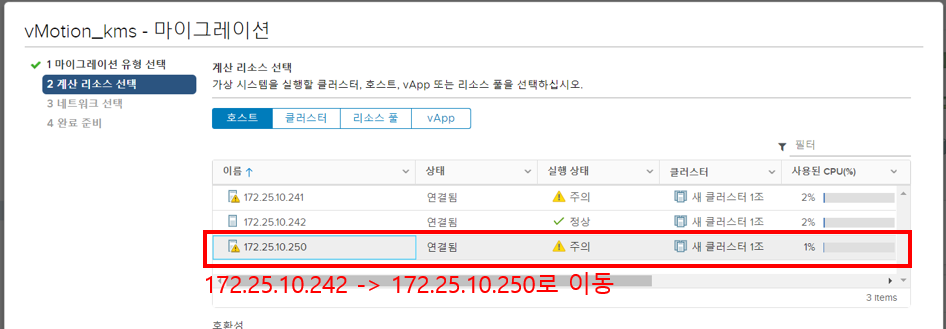 vMotion_kms - 마이그레이션
1 마이그레이션 유형 선택
2 계산 리소스 선택
3 네트워크 선택
4 완료 준비
계산 리소스 선택
가상 시스템을 실행할 클러스터, 호스트, vApp 또는 리소스 풀을 선택하십시오.
호스트 클러스터 리소스 풀 vApp
필터
이름 상태 실행 상태 클러스터 사용된 CPU(%)
172.25.10.241 연결됨 주의 새 클러스터 1조 2%
172.25.10.242 연결됨 정상 새 클러스터 1조 2%
172.25.10.250 연결됨 주의 새 클러스터 1조 1%
172.25.10.242 -> 172.25.10.250로 이동
3 items
호환성